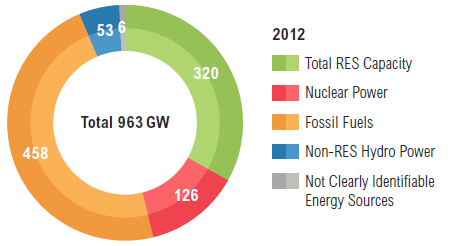 53 6
320
Total 963 GW
458
126
2012
Total RES Capacity
Nuclear Power
Fossil Fuels
Non-RES Hydro Power
Not Clearly Identifiable
Energy Sources